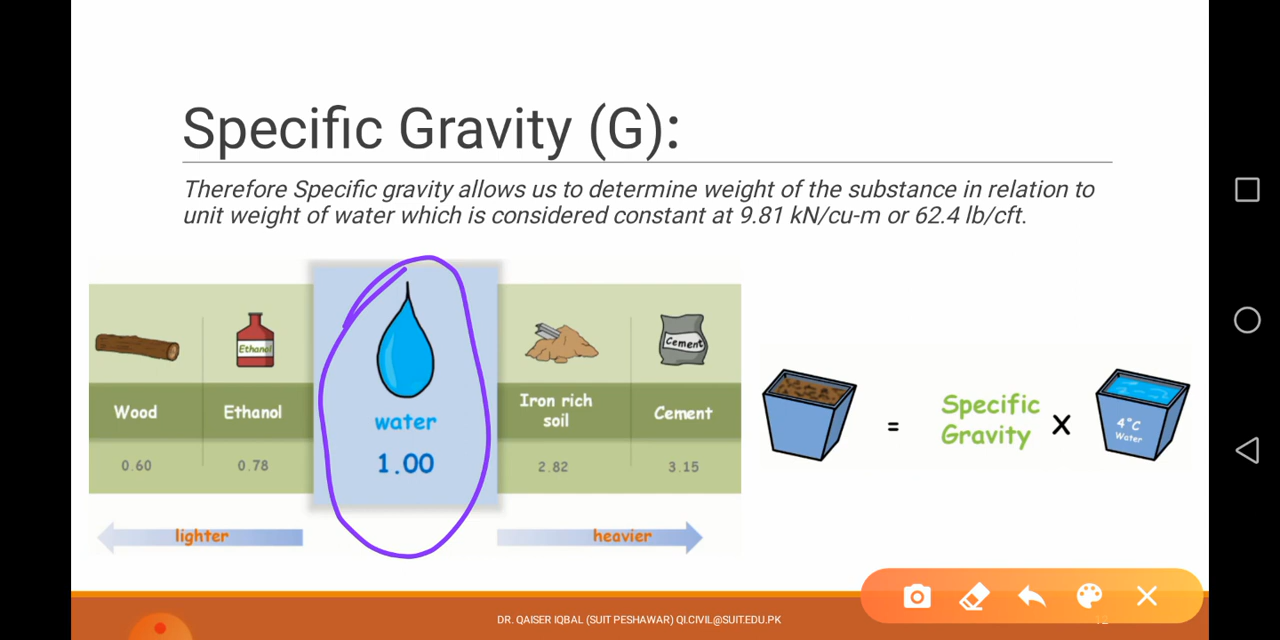 Specific Gravity (G):
Therefore Specific gravity allows us to determine weight of the substance in relation to
unit weight of water which is considered constant at 9.81 kN/cu-m or 62.4 lb/cft.
Ethanol
Cement
Wood
Ethanol
water
Iron rich
soil
Cement
0.60
0.78
1.00
2.82
3.15
lighter
heavier
=
Specific
Gravity
X
4°C
Water
DR. QAISER IQBAL (SUIT PESHAWAR) QI.CIVIL@SUIT.EDU.PK